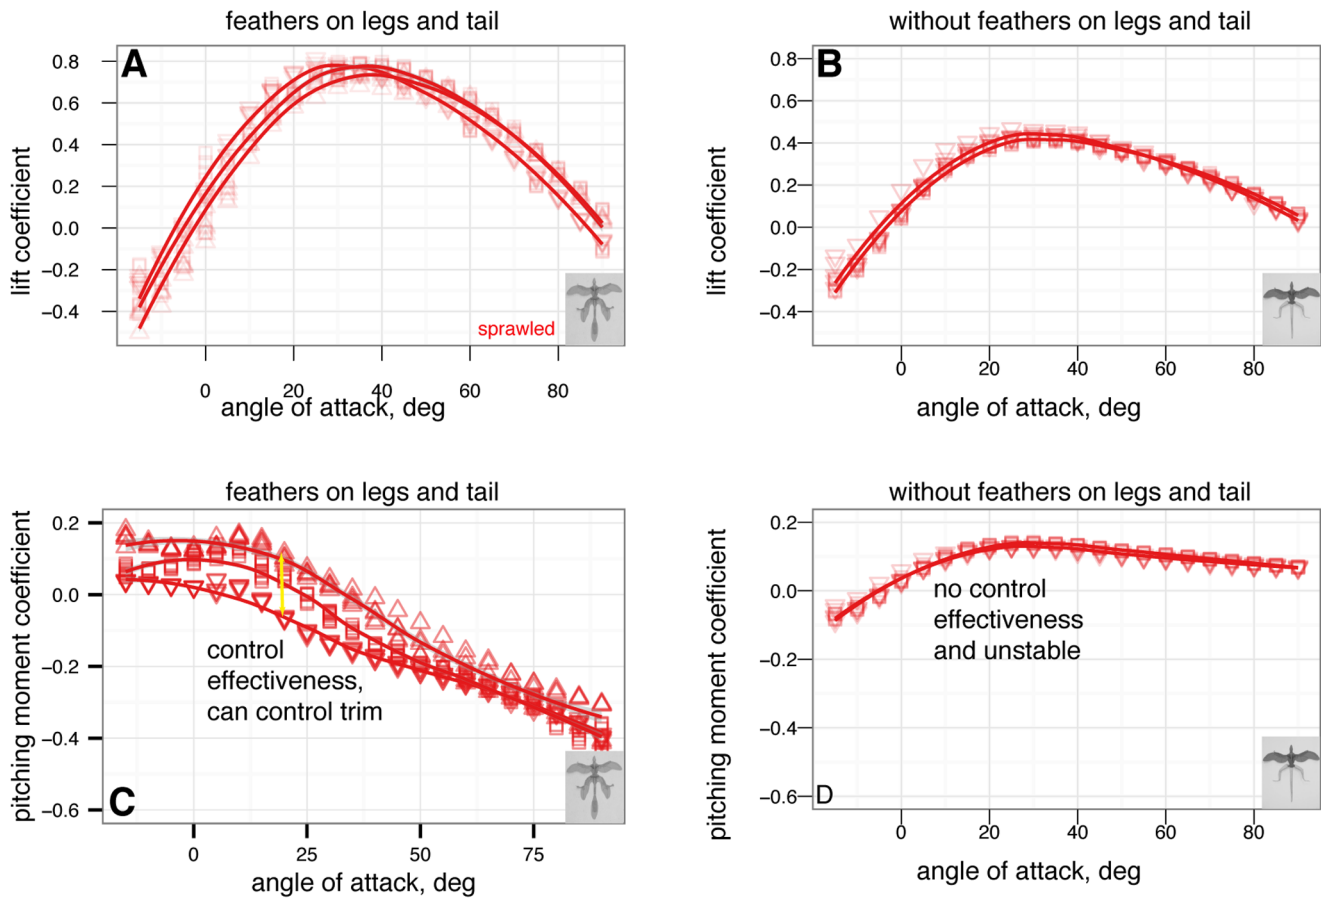 feathers on legs and tail
A
0.8
0.6
0.4
0.2
0.0
−0.2
−0.4
lift coefficient
sprawled
0 20 40 60 80
angle of attack, deg
without feathers on legs and tail
B
0.8
0.6
0.4
0.2
0.0
−0.2
−0.4
lift coefficient
0 20 40 60 80
angle of attack, deg
feathers on legs and tail
0.2
0.0
−0.2
−0.4
−0.6
pitching moment coefficient
control
effectiveness,
can control trim
C
0 25 50 75
angle of attack, deg
without feathers on legs and tail
0.2
0.0
−0.2
−0.4
−0.6
pitching moment coefficient
no control
effectiveness
and unstable
D
0 20 40 60 80
angle of attack, deg